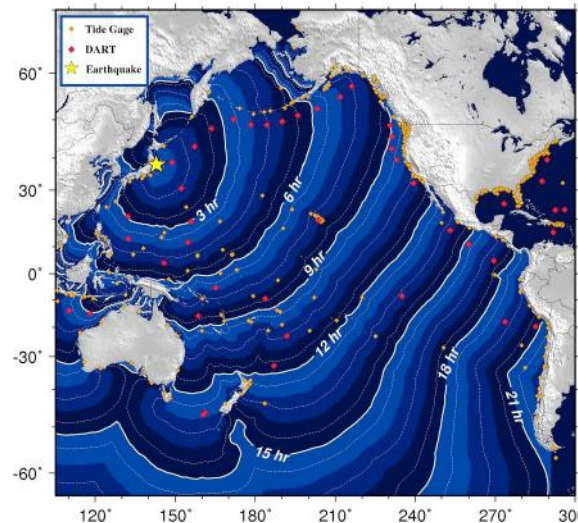 Tide Gage
DART
Earthquake
60˚
30˚
0˚
-30˚
-60˚
3 hr
6 hr
9 hr
12 hr
15 hr
18 hr
21 hr
120 150 180 210 240 270 300